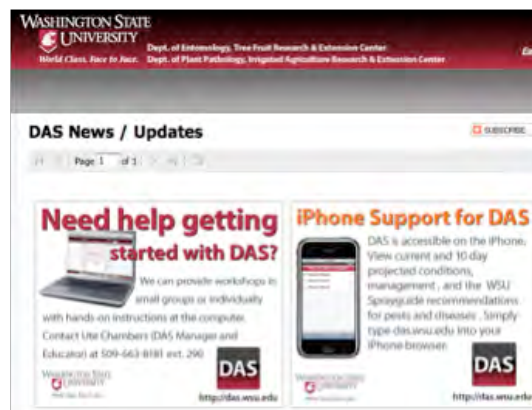 WASHINGTON STATE
UNIVERSITY
World Class. Face to Face.
Dept. of Entomology, Tree Fruit Research & Extension Center
Dept. of Plant Pathology, Irrigated Agriculture Research & Extension Center
DAS News / Updates
SUBSCRIBE
Page 1 of 1
Need help getting
started with DAS?
We can provide workshops in
small groups or individually
with hands-on instructions at the computer.
Contact Ute Chambers (DAS Manager and
Educator) at 509-663-8181 ext. 290
WASHINGTON STATE
UNIVERSITY
DAS
http://das.wsu.edu
iPhone Support for DAS
DAS is accessible on the iPhone.
View current and 10 day
projected conditions,
management , and the WSU
Sprayguide recommendations
for pests and diseases . Simply
type das.wsu.edu into your
iPhone browser.
WASHINGTON STATE
UNIVERSITY
DAS
http://das.wsu.edu